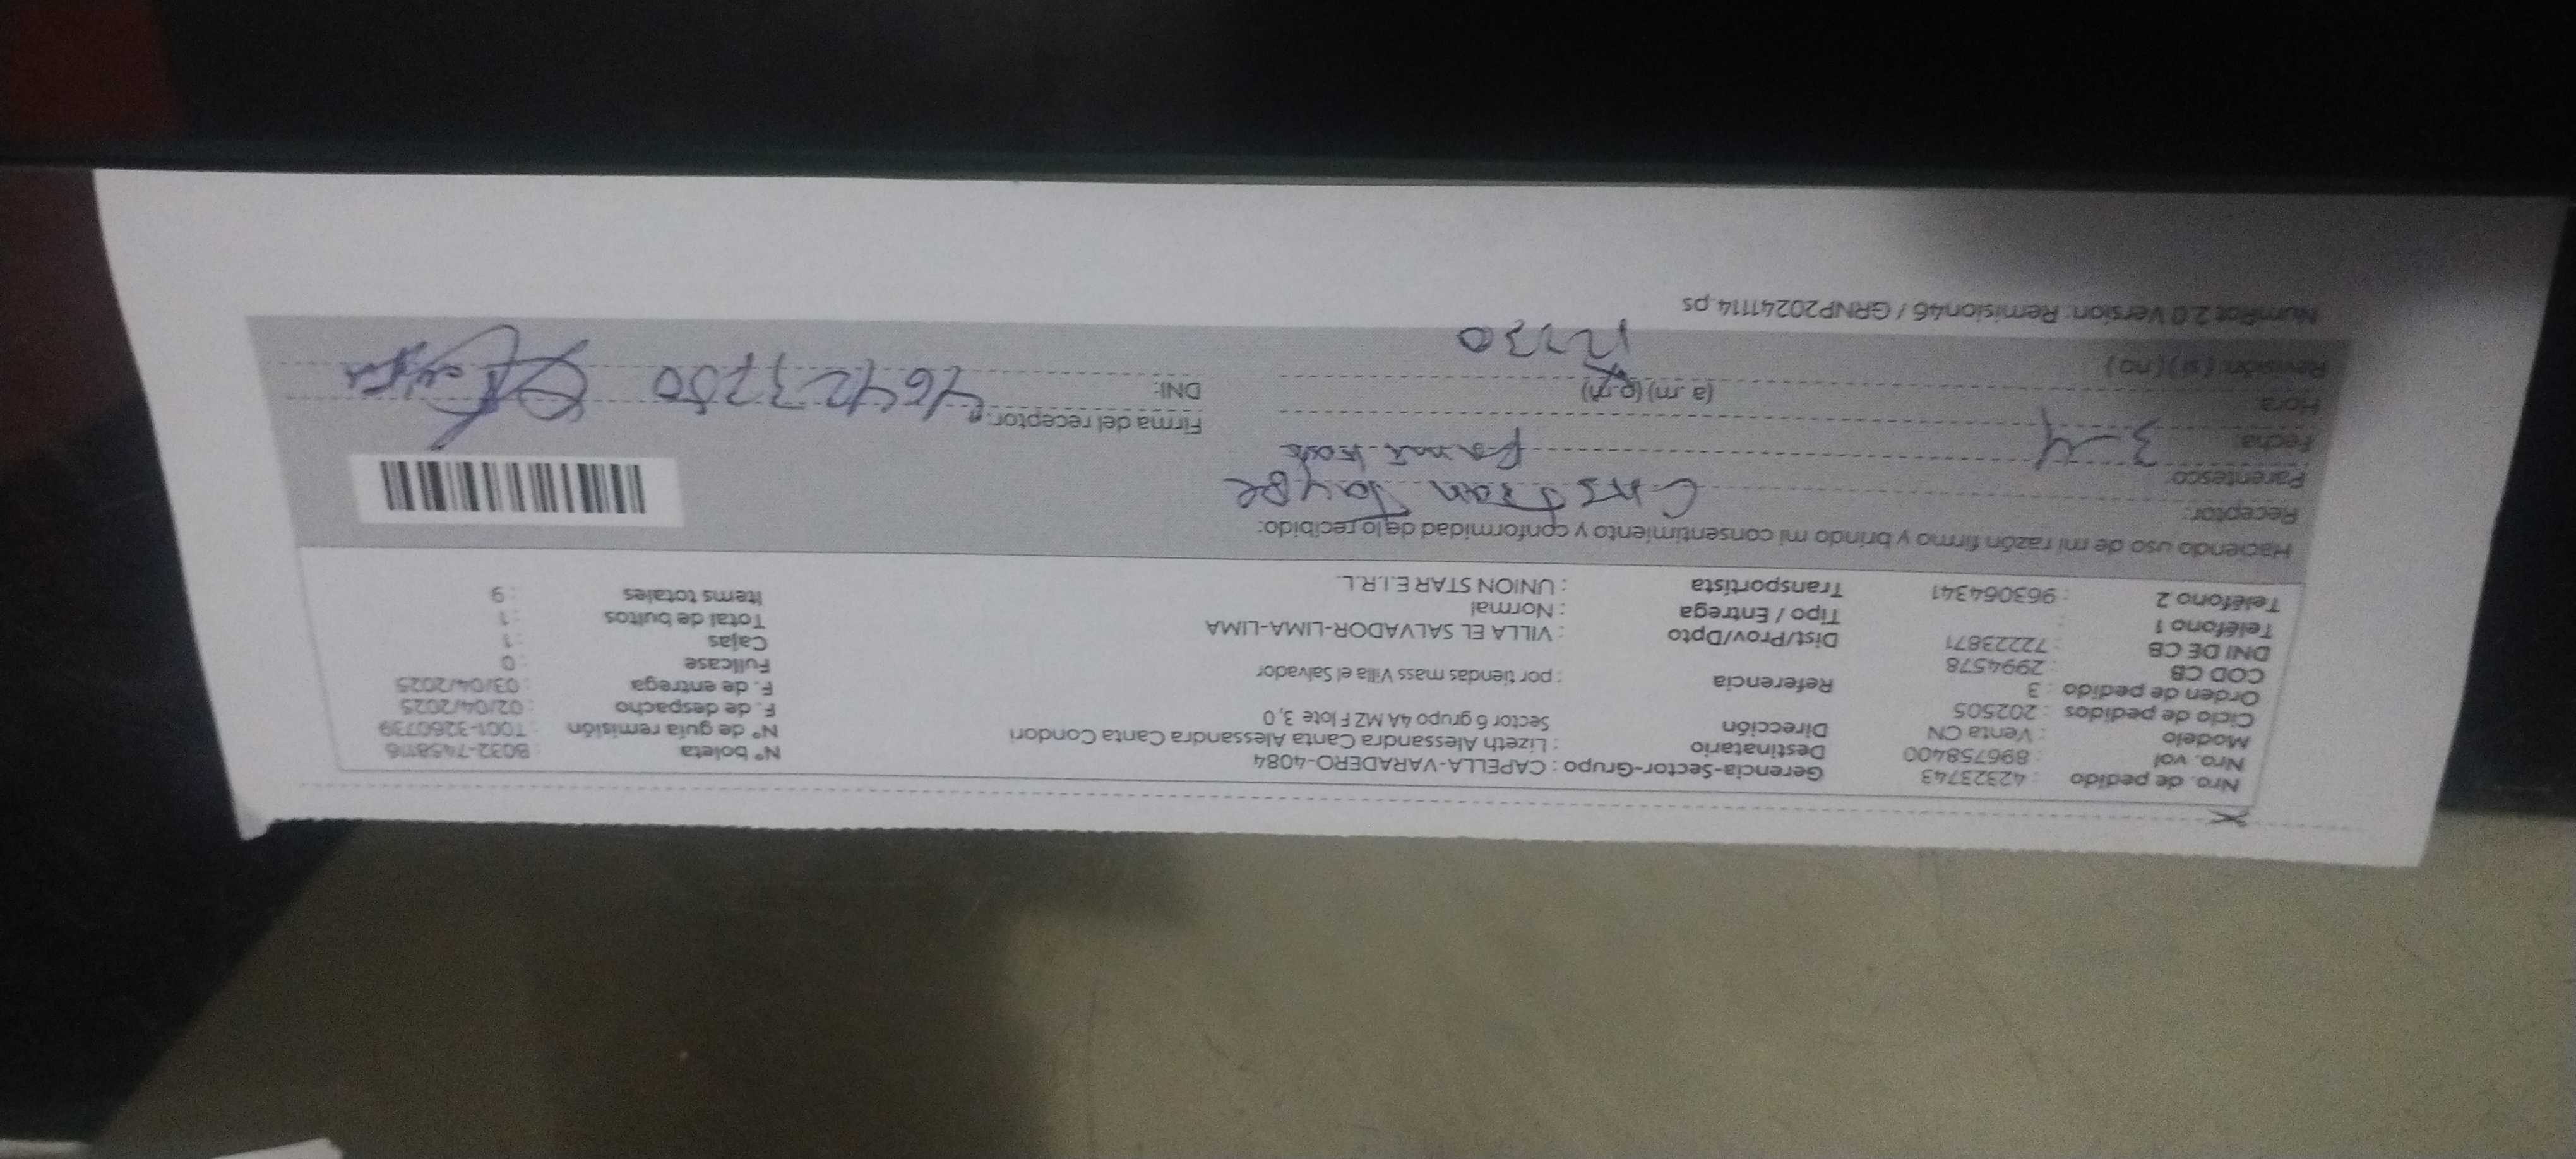 Nro. de pedido : 42323743 Gerencia-Sector-Grupo : CAPELLA-VARADERO-4084 N° boleta : B032-7458116
Nro. vol : 896758400 Destinatario : Lizeth Alessandra Canta Alessandra Canta Condori N° de guía remisión : T001-3260739
Modelo : Venta CN Dirección Sector 6 grupo 4A MZ F lote 3, 0 F. de despacho : 02/04/2025
Ciclo de pedidos : 202505 F. de entrega : 03/04/2025
Orden de pedido : 3 Referencia : por tiendas mass Villa el Salvador Fullcase : 0
COD CB : 2994578 Cajas : 1
DNI DE CB : 72223871 Dist/Prov/Dpto : VILLA EL SALVADOR-LIMA-LIMA Total de bultos : 1
Teléfono 1 : Tipo / Entrega : Normal Items totales : 9
Teléfono 2 : 963064341 Transportista : UNION STAR E.I.R.L.
Haciendo uso de mi razón firmo y brindo mi consentimiento y conformidad de lo recibido:
Receptor:
Parentesco:
Fecha: 3-4 Firma del receptor:
Hora: (a.m) (p.m) DNI:
Revisión: (si) (no) 12:30
NumRot 2.0 Version: Remision46 / GRNP20241114.ps